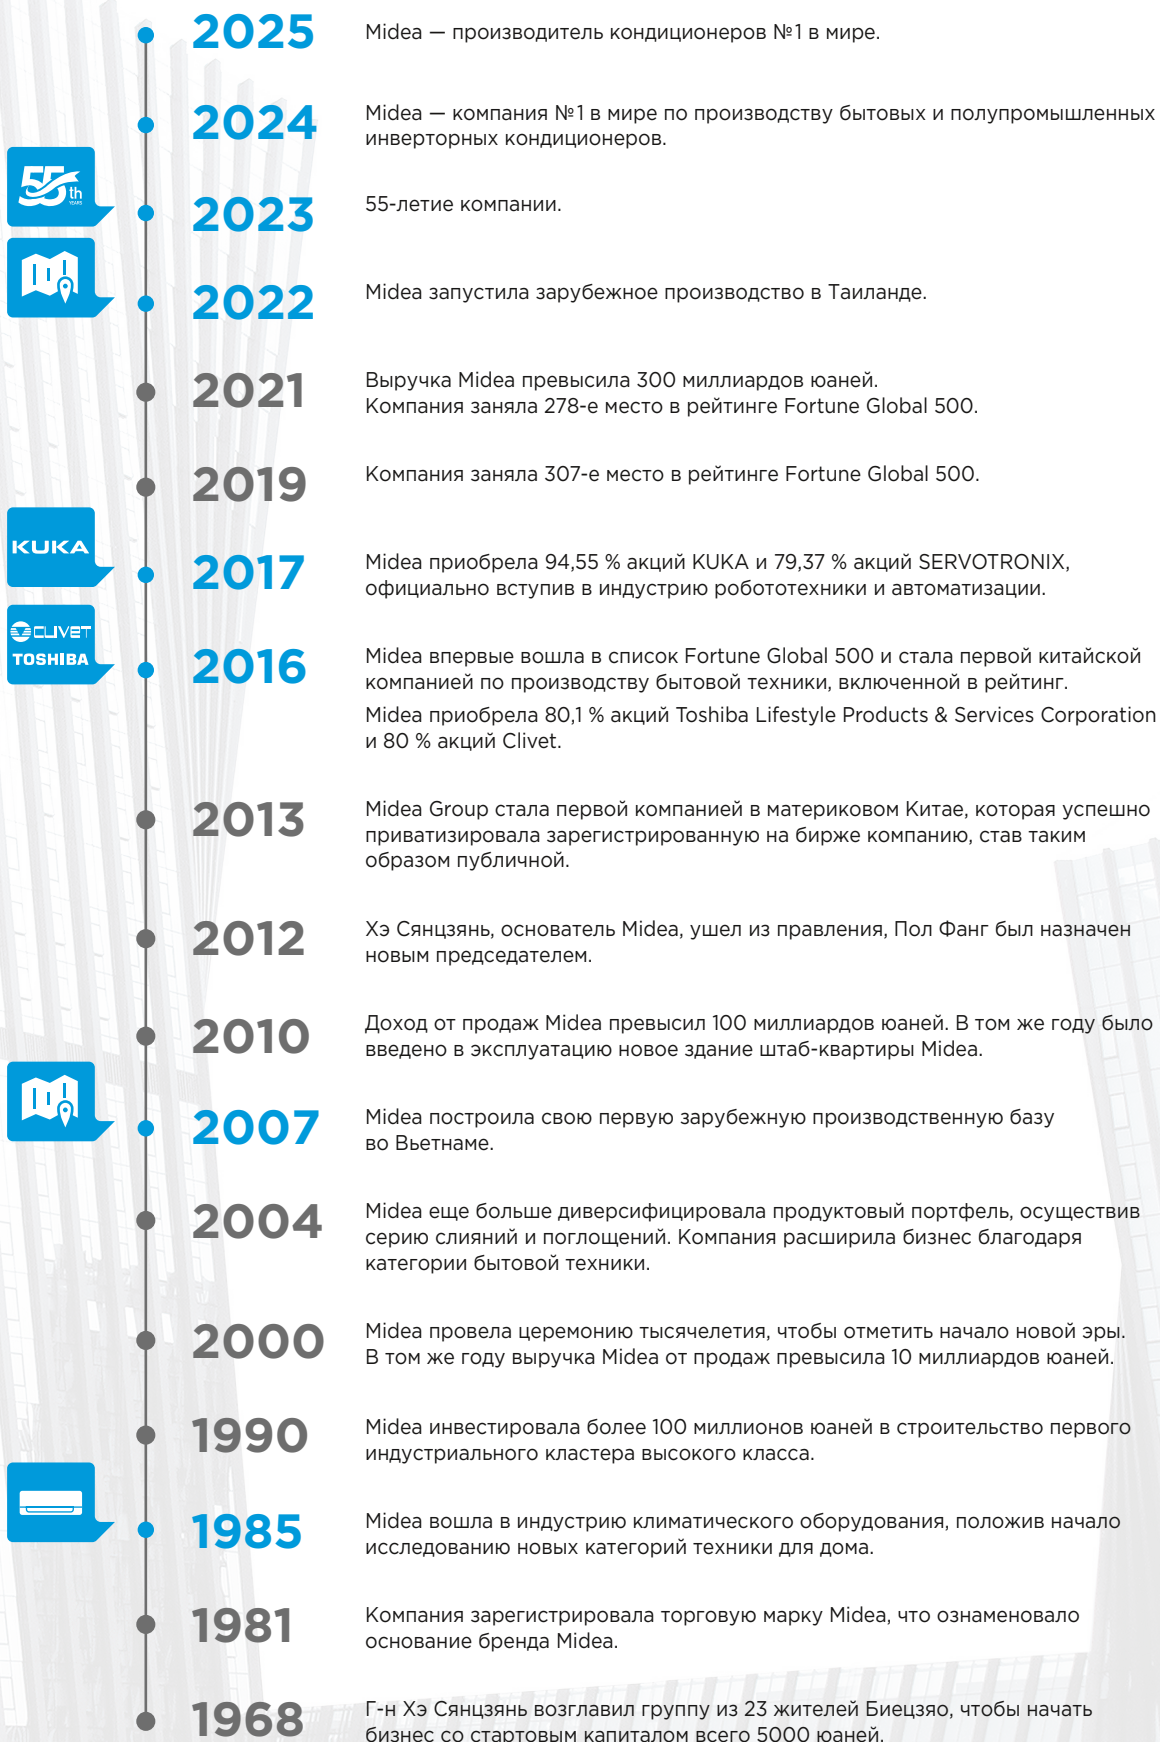 2025
Midea — производитель кондиционеров №1 в мире.
2024
Midea — компания №1 в мире по производству бытовых и полупромышленных
инверторных кондиционеров.
55th
YEARS
2023
55-летие компании.
2022
Midea запустила зарубежное производство в Таиланде.
2021
Выручка Midea превысила 300 миллиардов юаней.
Компания заняла 278-е место в рейтинге Fortune Global 500.
2019
Компания заняла 307-е место в рейтинге Fortune Global 500.
KUKA
2017
Midea приобрела 94,55 % акций KUKA и 79,37 % акций SERVOTRONIX,
официально вступив в индустрию робототехники и автоматизации.
CLIVET
TOSHIBA
2016
Midea впервые вошла в список Fortune Global 500 и стала первой китайской
компанией по производству бытовой техники, включенной в рейтинг.
Midea приобрела 80,1 % акций Toshiba Lifestyle Products & Services Corporation
и 80 % акций Clivet.
2013
Midea Group стала первой компанией в материковом Китае, которая успешно
приватизировала зарегистрированную на бирже компанию, став таким
образом публичной.
2012
Хэ Сянцзянь, основатель Midea, ушел из правления, Пол Фанг был назначен
новым председателем.
2010
Доход от продаж Midea превысил 100 миллиардов юаней. В том же году было
введено в эксплуатацию новое здание штаб-квартиры Midea.
2007
Midea построила свою первую зарубежную производственную базу
во Вьетнаме.
2004
Midea еще больше диверсифицировала продуктовый портфель, осуществив
серию слияний и поглощений. Компания расширила бизнес благодаря
категории бытовой техники.
2000
Midea провела церемонию тысячелетия, чтобы отметить начало новой эры.
В том же году выручка Midea от продаж превысила 10 миллиардов юаней.
1990
Midea инвестировала более 100 миллионов юаней в строительство первого
индустриального кластера высокого класса.
1985
Midea вошла в индустрию климатического оборудования, положив начало
исследованию новых категорий техники для дома.
1981
Компания зарегистрировала торговую марку Midea, что ознаменовало
основание бренда Midea.
1968
Г-н Хэ Сянцзянь возглавил группу из 23 жителей Биецзяо, чтобы начать
бизнес со стартовым капиталом всего 5000 юаней.